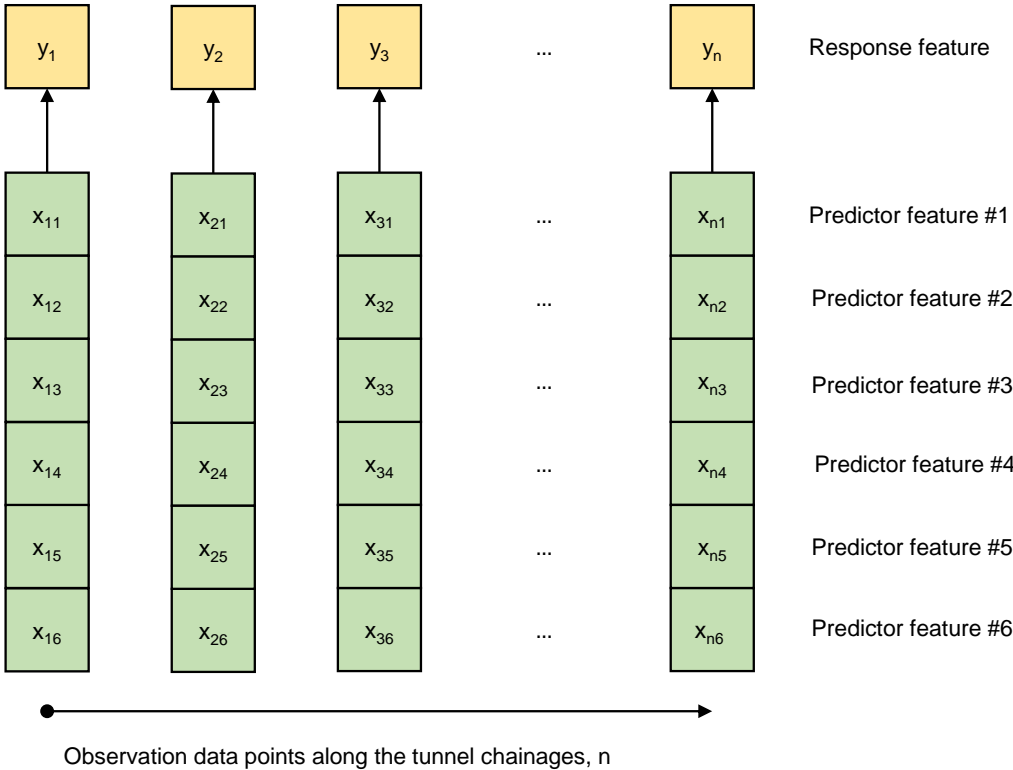 y₁ y₂ y₃ ... yₙ Response feature
x₁₁ x₂₁ x₃₁ ... xₙ₁ Predictor feature #1
x₁₂ x₂₂ x₃₂ ... xₙ₂ Predictor feature #2
x₁₃ x₂₃ x₃₃ ... xₙ₃ Predictor feature #3
x₁₄ x₂₄ x₃₄ ... xₙ₄ Predictor feature #4
x₁₅ x₂₅ x₃₅ ... xₙ₅ Predictor feature #5
x₁₆ x₂₆ x₃₆ ... xₙ₆ Predictor feature #6
Observation data points along the tunnel chainages, n